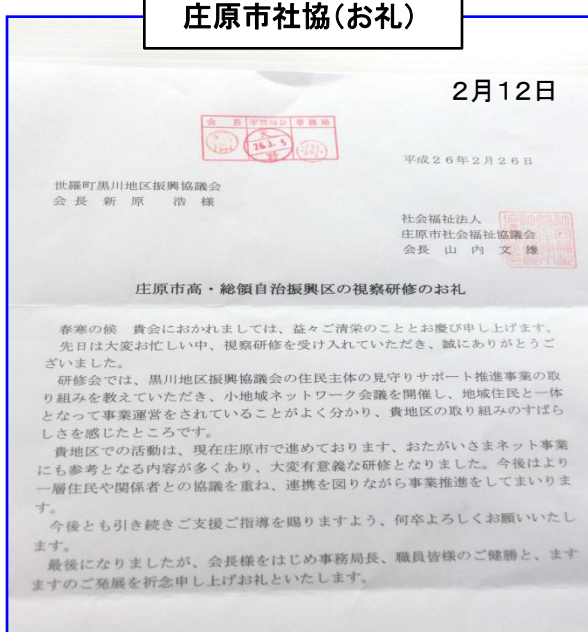 庄原市社協(お礼)
2月12日
会長 事務局長 事務局
26.3.5
平成26年2月26日
世羅町黒川地区振興協議会
会長 新原 浩 様
社会福祉法人
庄原市社会福祉協議会
会長 山内 文雄
庄原市高・総領自治振興区の視察研修のお礼
春寒の候 貴会におかれましては、益々ご清栄のこととお慶び申し上げます。
先日は大変お忙しい中、視察研修を受け入れていただき、誠にありがとうご
ざいました。
研修会では、黒川地区振興協議会の住民主体の見守りサポート推進事業の取
り組みを教えていただき、小地域ネットワーク会議を開催し、地域住民と一体
となって事業運営をされていることがよく分かり、貴地区の取り組みのすばら
しさを感じたところです。
貴地区での活動は、現在庄原市で進めております、おたがいさまネット事業
にも参考となる内容が多くあり、大変有意義な研修となりました。今後はより
一層住民や関係者との協議を重ね、連携を図りながら事業推進をしてまいりま
す。
今後とも引き続きご支援ご指導を賜りますよう、何卒よろしくお願いいたし
ます。
最後になりましたが、会長様をはじめ事務局長、職員皆様のご健勝と、ます
ますのご発展を祈念申し上げお礼といたします。